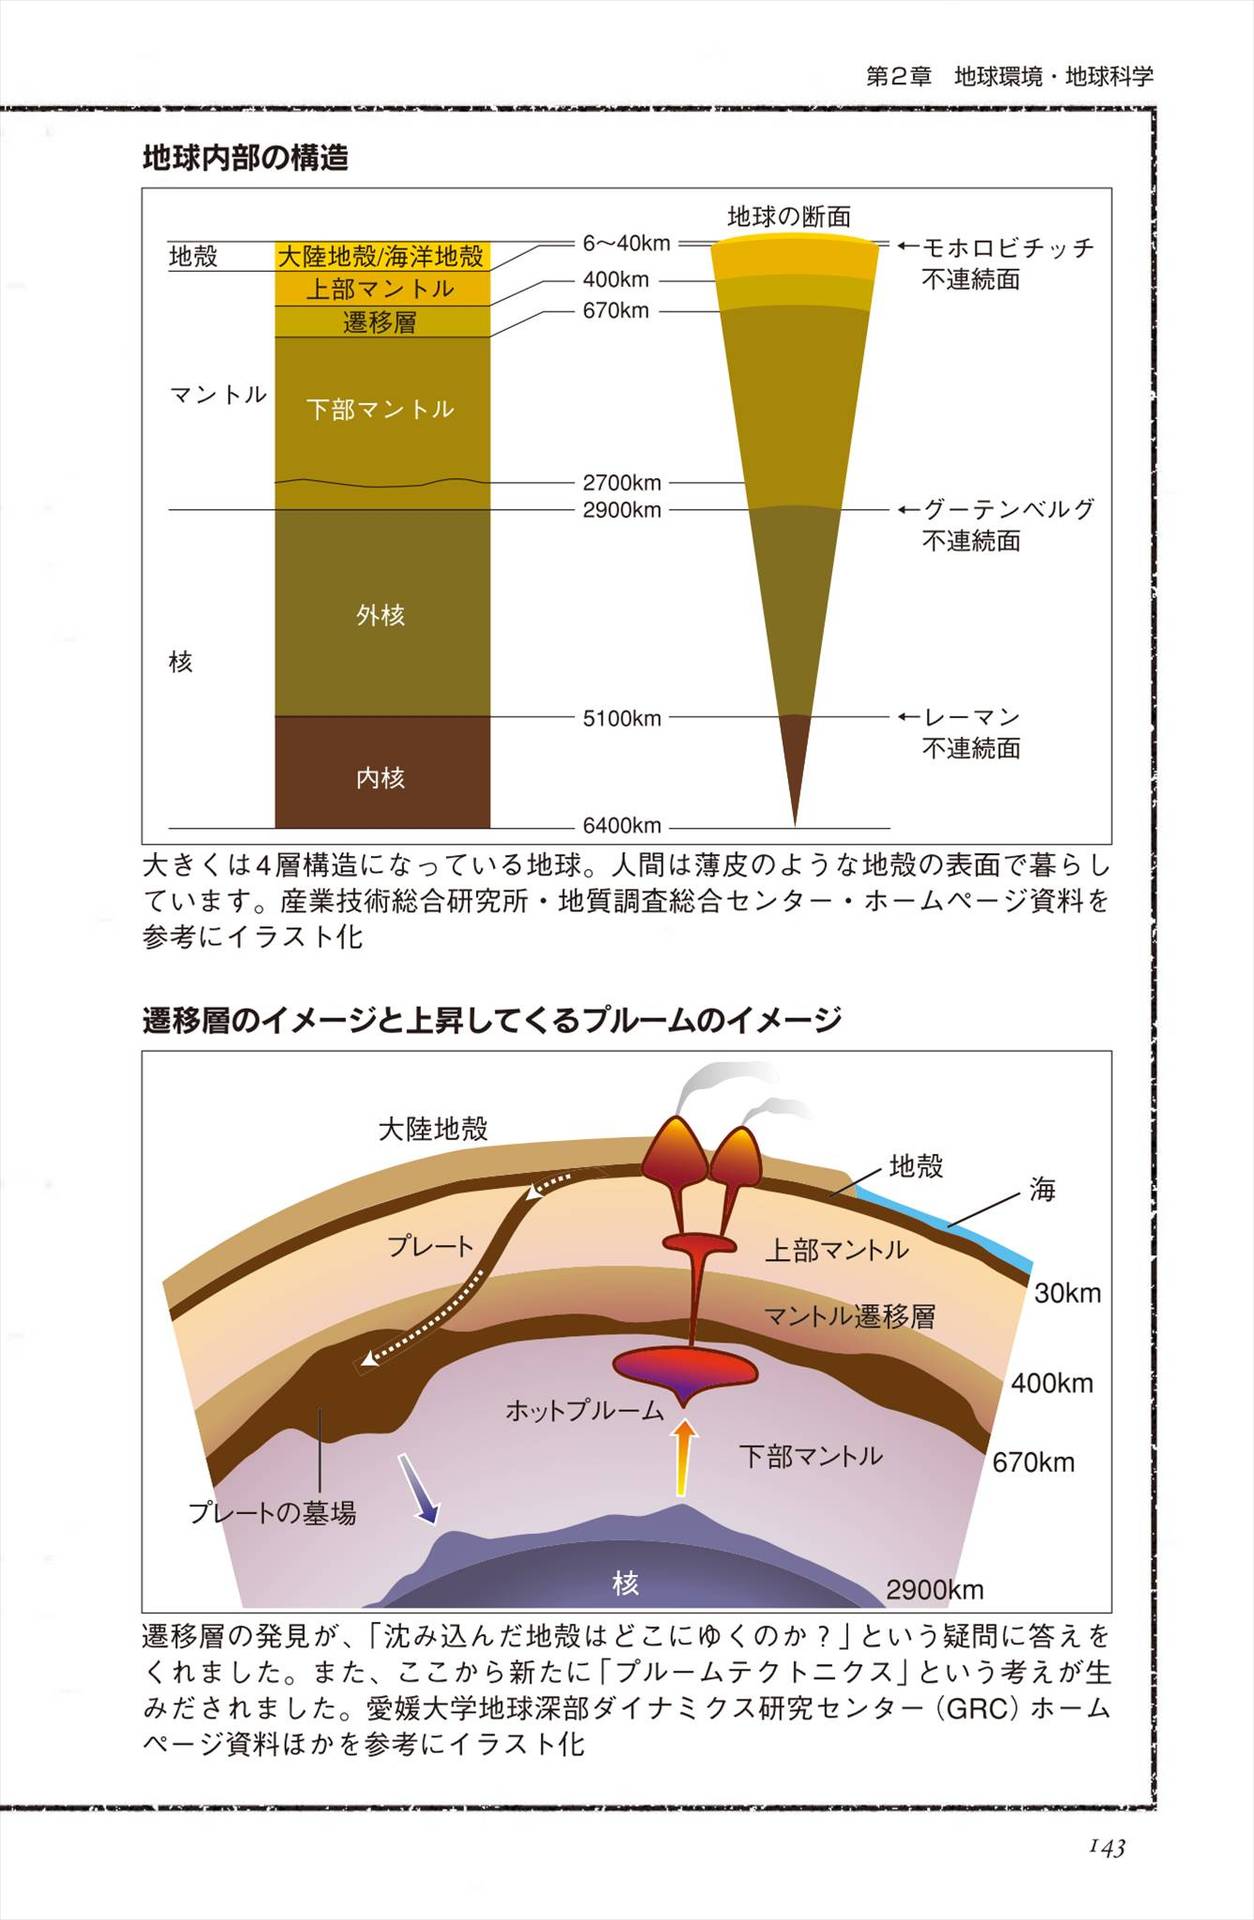 第2章　地球環境・地球科学
地球内部の構造
地球の断面
地殻
大陸地殻/海洋地殻
6〜40km
←モホロビチッチ
不連続面
上部マントル
400km
遷移層
670km
マントル
下部マントル
2700km
2900km
←グーテンベルグ
不連続面
外核
核
5100km
←レーマン
不連続面
内核
6400km
大きくは4層構造になっている地球。人間は薄皮のような地殻の表面で暮らし
ています。産業技術総合研究所・地質調査総合センター・ホームページ資料を
参考にイラスト化
遷移層のイメージと上昇してくるプルームのイメージ
大陸地殻
地殻
海
プレート
上部マントル
30km
マントル遷移層
400km
ホットプルーム
下部マントル
670km
プレートの墓場
核
2900km
遷移層の発見が、「沈み込んだ地殻はどこにゆくのか？」という疑問に答えを
くれました。また、ここから新たに「プルームテクトニクス」という考えが生
みだされました。愛媛大学地球深部ダイナミクス研究センター（GRC）ホーム
ページ資料ほかを参考にイラスト化
143